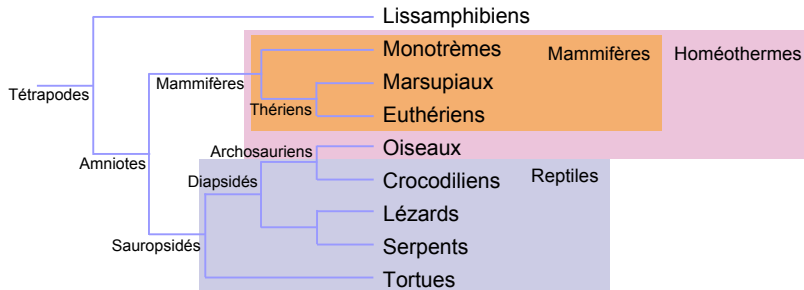 Lissamphibiens
Monotrèmes
Mammifères
Homéothermes
Mammifères
Marsupiaux
Tétrapodes
Thériens
Euthériens
Archosauriens
Oiseaux
Amniotes
Diapsidés
Crocodiliens
Reptiles
Lézards
Sauropsidés
Serpents
Tortues